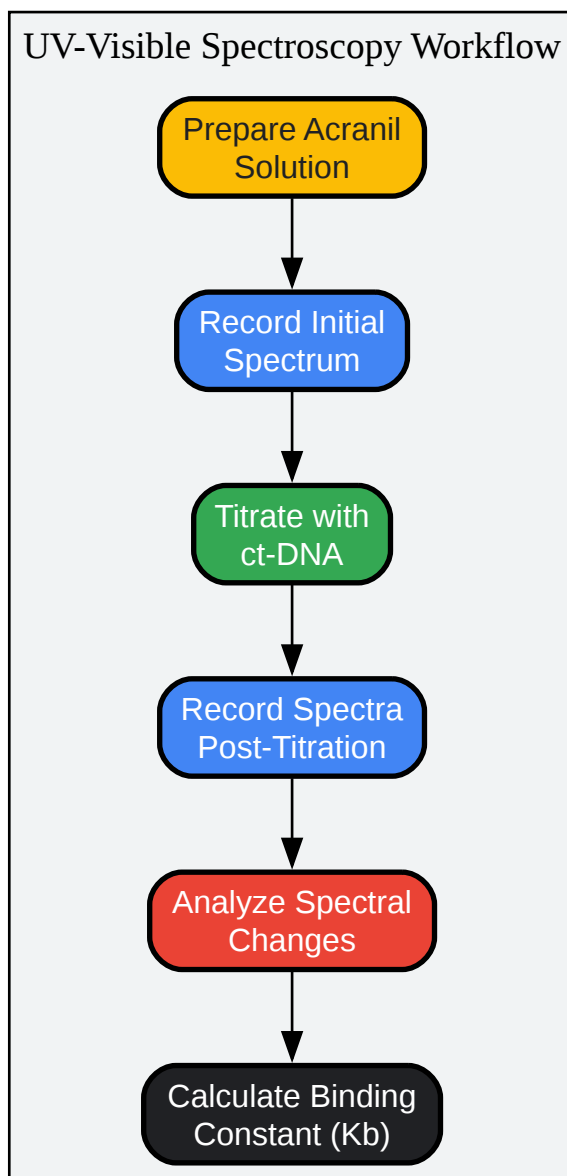 UV-Visible Spectroscopy Workflow
Prepare Acranil
Solution
Record Initial
Spectrum
Titrate with
ct-DNA
Record Spectra
Post-Titration
Analyze Spectral
Changes
Calculate Binding
Constant (Kb)